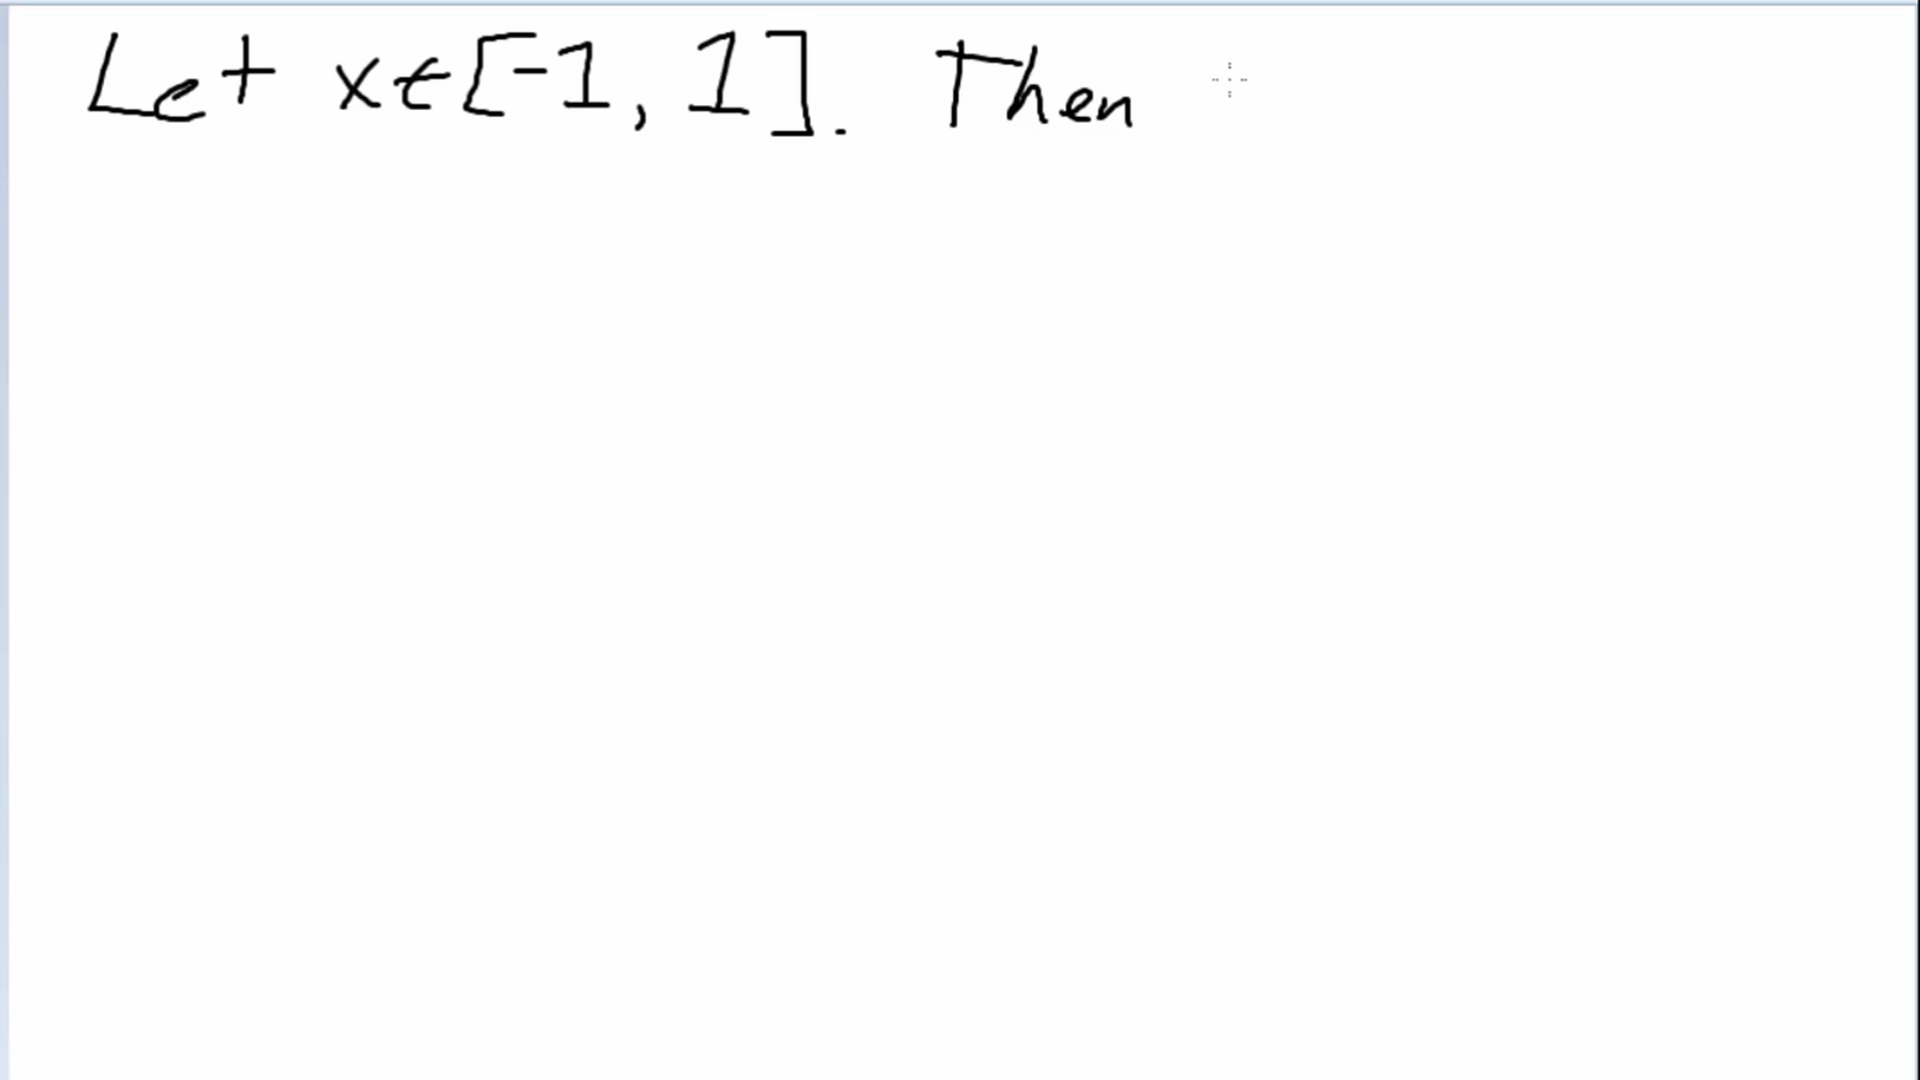 Let x∈[-1, 1]. Then